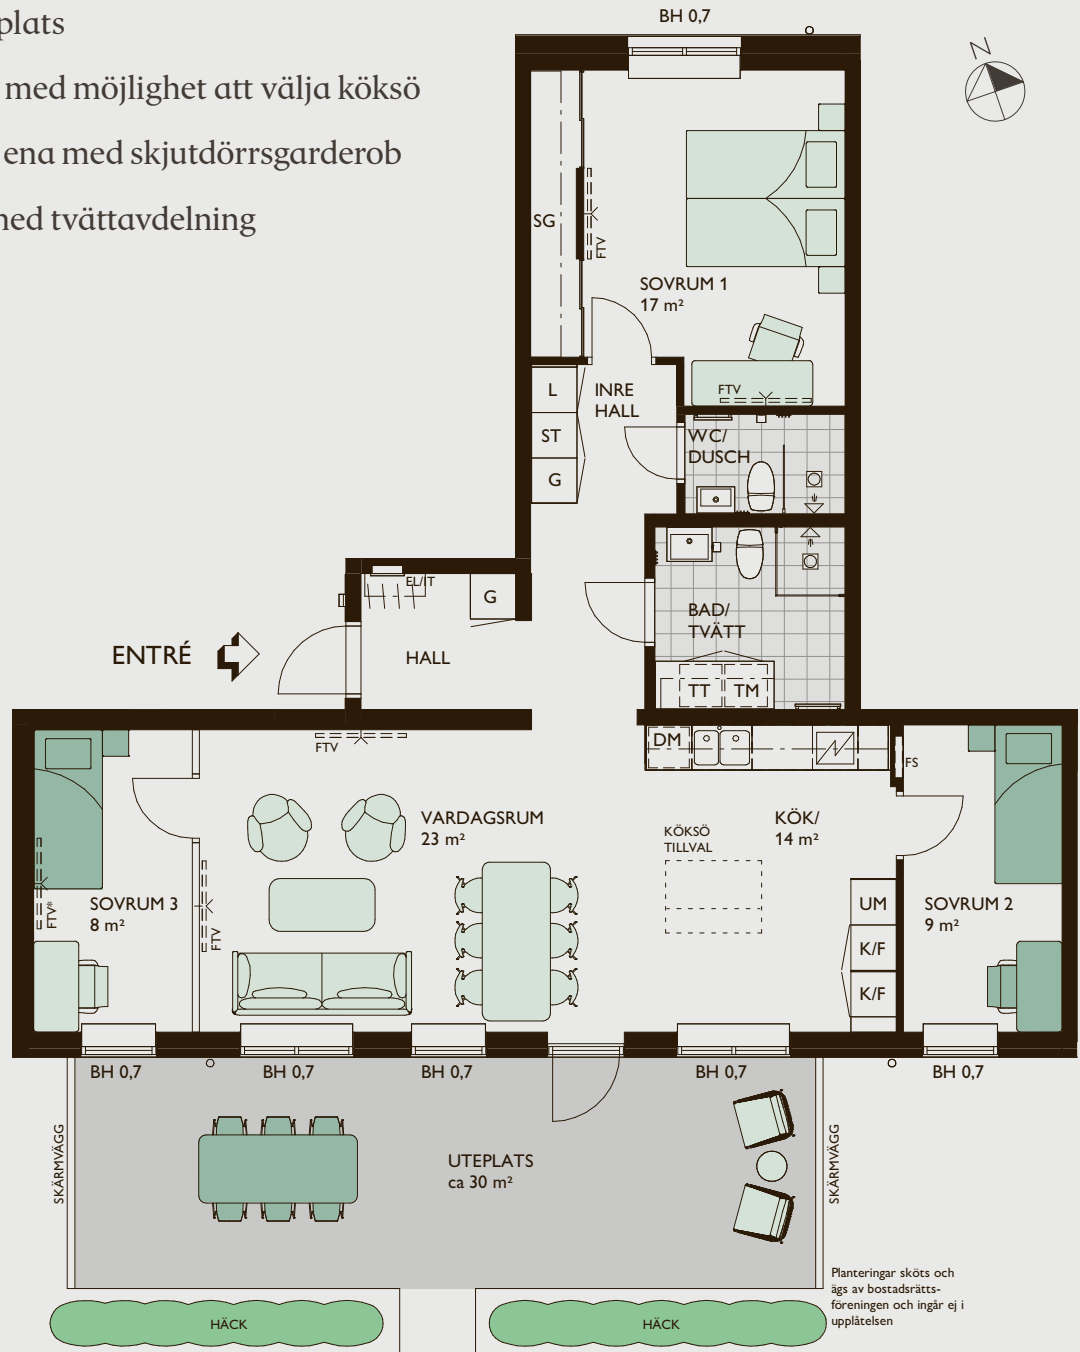 plats
med möjlighet att välja köksö
ena med skjutdörrsgarderob
med tvättavdelning
BH 0,7
N
SG
FTV
SOVRUM 1
17 m²
FTV
L
ST
G
INRE
HALL
WC/
DUSCH
EL/IT
G
BAD/
TVÄTT
ENTRÉ
HALL
TT
TM
FTV
DM
FS
VARDAGSRUM
23 m²
KÖK/
14 m²
KÖKSÖ
TILLVAL
SOVRUM 3
8 m²
FTV*
FTV
UM
K/F
K/F
SOVRUM 2
9 m²
BH 0,7
BH 0,7
BH 0,7
BH 0,7
BH 0,7
SKÄRMVÄGG
UTEPLATS
ca 30 m²
SKÄRMVÄGG
Planteringar sköts och
ägs av bostadsrätts-
föreningen och ingår ej i
upplåtelsen
HÄCK
HÄCK